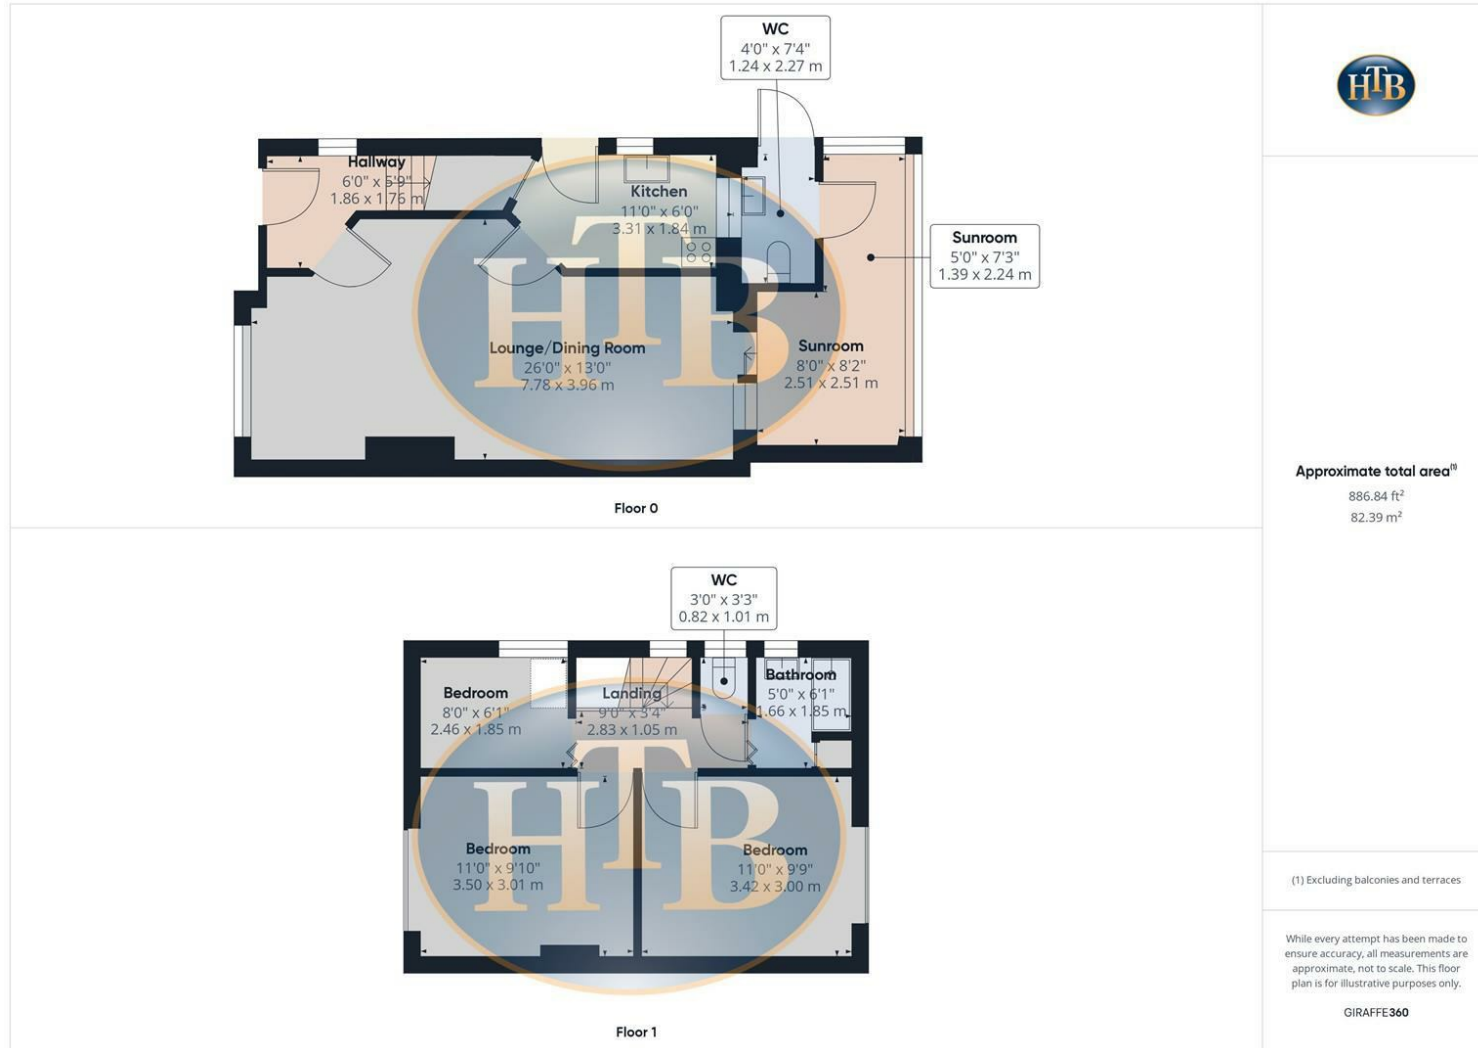 WC
4'0" x 7'4"
1.24 x 2.27 m
Hallway
6'0" x 5'9"
1.86 x 1.76 m
Kitchen
11'0" x 6'0"
3.31 x 1.84 m
Sunroom
5'0" x 7'3"
1.39 x 2.24 m
Lounge/Dining Room
26'0" x 13'0"
7.78 x 3.96 m
Sunroom
8'0" x 8'2"
2.51 x 2.51 m
HTB
Floor 0
WC
3'0" x 3'3"
0.82 x 1.01 m
Bedroom
8'0" x 6'1"
2.46 x 1.85 m
Landing
9'0" x 3'4"
2.83 x 1.05 m
Bathroom
5'0" x 6'1"
1.66 x 1.85 m
Bedroom
11'0" x 9'10"
3.50 x 3.01 m
Bedroom
11'0" x 9'9"
3.42 x 3.00 m
HTB
Floor 1
HTB
Approximate total area⁽¹⁾
886.84 ft²
82.39 m²
(1) Excluding balconies and terraces
While every attempt has been made to
ensure accuracy, all measurements are
approximate, not to scale. This floor
plan is for illustrative purposes only.
GIRAFFE360